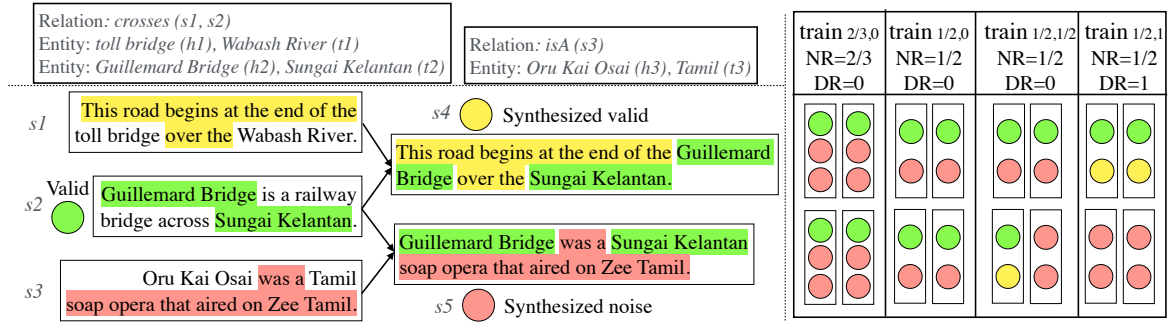 Relation: crosses (s1, s2)
Entity: toll bridge (h1), Wabash River (t1)
Entity: Guillemard Bridge (h2), Sungai Kelantan (t2)
Relation: isA (s3)
Entity: Oru Kai Osai (h3), Tamil (t3)
s1
This road begins at the end of the
toll bridge over the Wabash River.
s2
Valid
Guillemard Bridge is a railway
bridge across Sungai Kelantan.
s3
Oru Kai Osai was a Tamil
soap opera that aired on Zee Tamil.
s4
Synthesized valid
This road begins at the end of the Guillemard
Bridge over the Sungai Kelantan.
Guillemard Bridge was a Sungai Kelantan
soap opera that aired on Zee Tamil.
s5
Synthesized noise
train 2/3,0
NR=2/3
DR=0
train 1/2,0
NR=1/2
DR=0
train 1/2,1/2
NR=1/2
DR=0
train 1/2,1
NR=1/2
DR=1